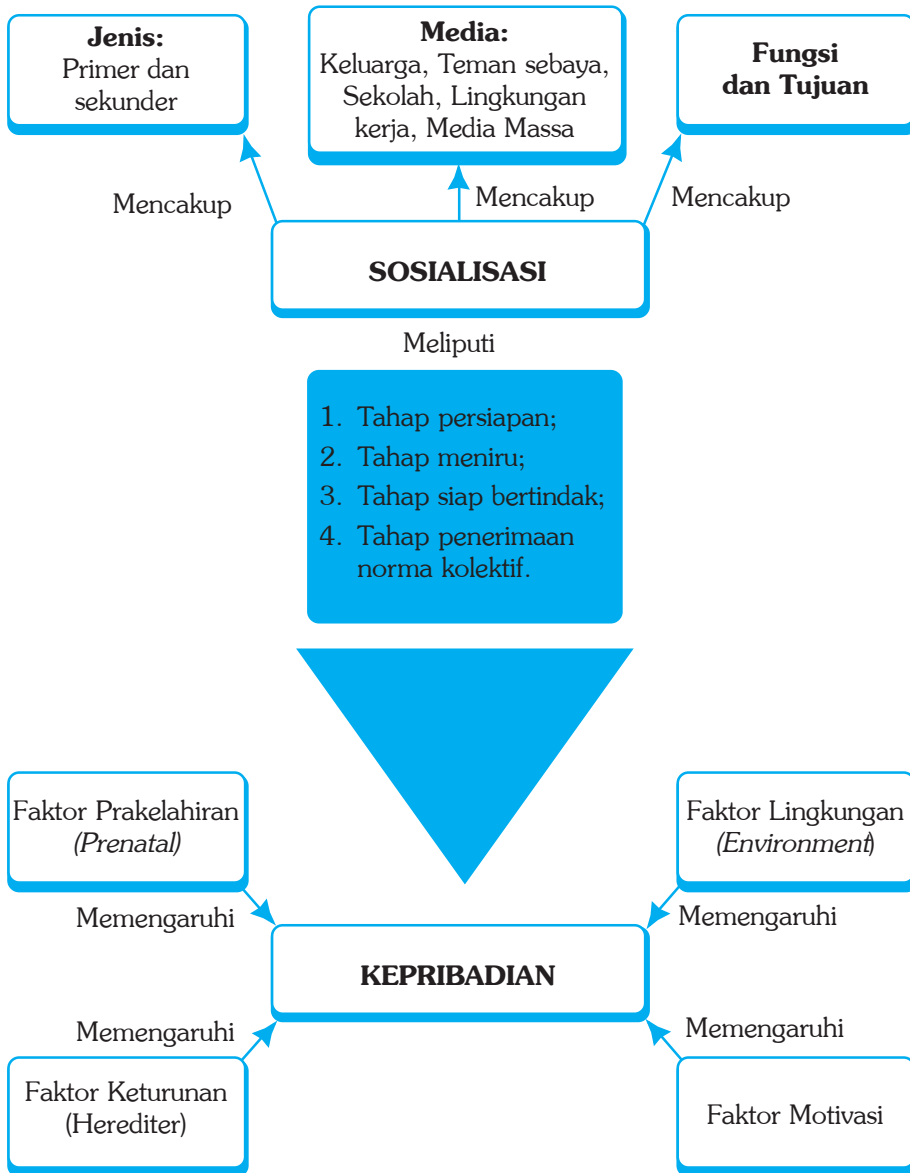 Jenis:
Primer dan
sekunder
Media:
Keluarga, Teman sebaya,
Sekolah, Lingkungan
kerja, Media Massa
Fungsi
dan Tujuan
Mencakup
Mencakup
Mencakup
SOSIALISASI
Meliputi
1. Tahap persiapan;
2. Tahap meniru;
3. Tahap siap bertindak;
4. Tahap penerimaan
norma kolektif.
Faktor Prakelahiran
(Prenatal)
Faktor Lingkungan
(Environment)
Memengaruhi
Memengaruhi
KEPRIBADIAN
Memengaruhi
Memengaruhi
Faktor Keturunan
(Herediter)
Faktor Motivasi